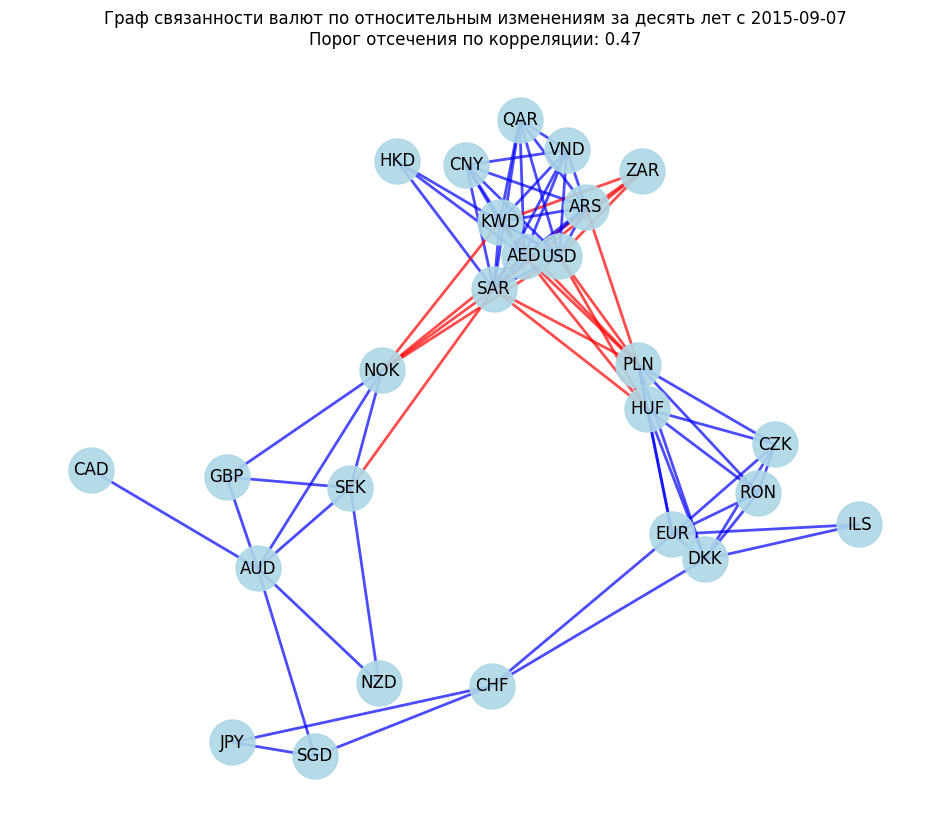 Граф связанности валют по относительным изменениям за десять лет с 2015-09-07
Порог отсечения по корреляции: 0.47
QAR
VND
HKD
CNY
ZAR
ARS
KWD
AED
USD
SAR
PLN
NOK
HUF
CZK
CAD
GBP
SEK
RON
ILS
EUR
DKK
AUD
NZD
CHF
JPY
SGD